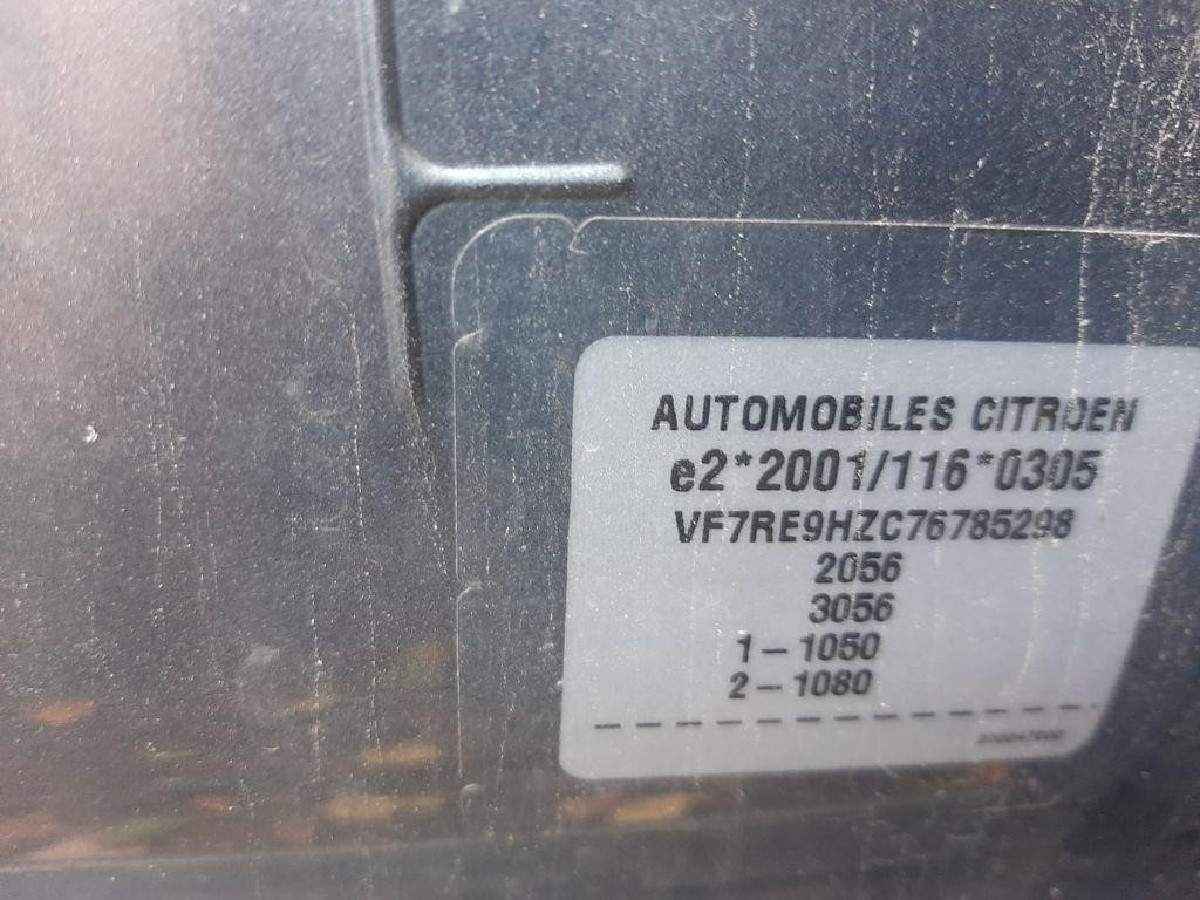 AUTOMOBILES CITROEN
e2*2001/116*0305
VF7RE9HZC76785298
2056
3056
1-1050
2-1080